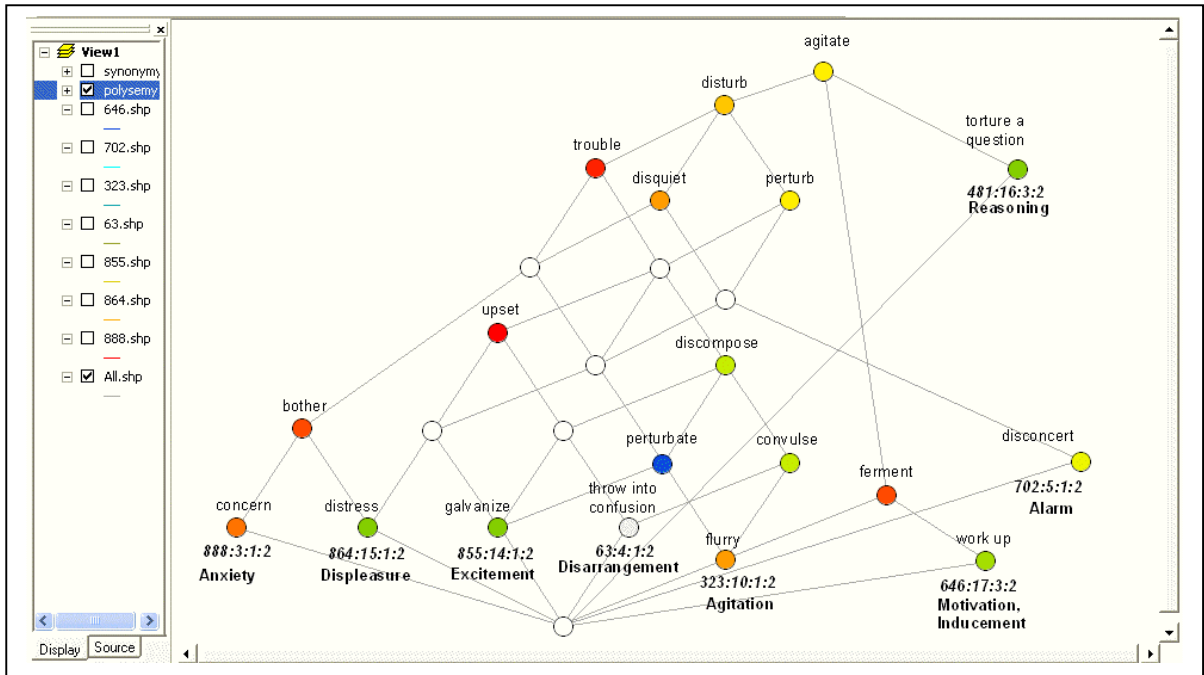 View1
synonymy
polysemy
646.shp
702.shp
323.shp
63.shp
855.shp
864.shp
888.shp
All.shp
Display
Source
agitate
disturb
trouble
torture a
question
disquiet
perturb
481:16:3:2
Reasoning
upset
discompose
bother
perturbate
convulse
disconcert
702:5:1:2
Alarm
ferment
concern
distress
galvanize
throw into
confusion
888:3:1:2
Anxiety
864:15:1:2
Displeasure
855:14:1:2
Excitement
63:4:1:2
Disarrangement
flurry
323:10:1:2
Agitation
work up
646:17:3:2
Motivation,
Inducement